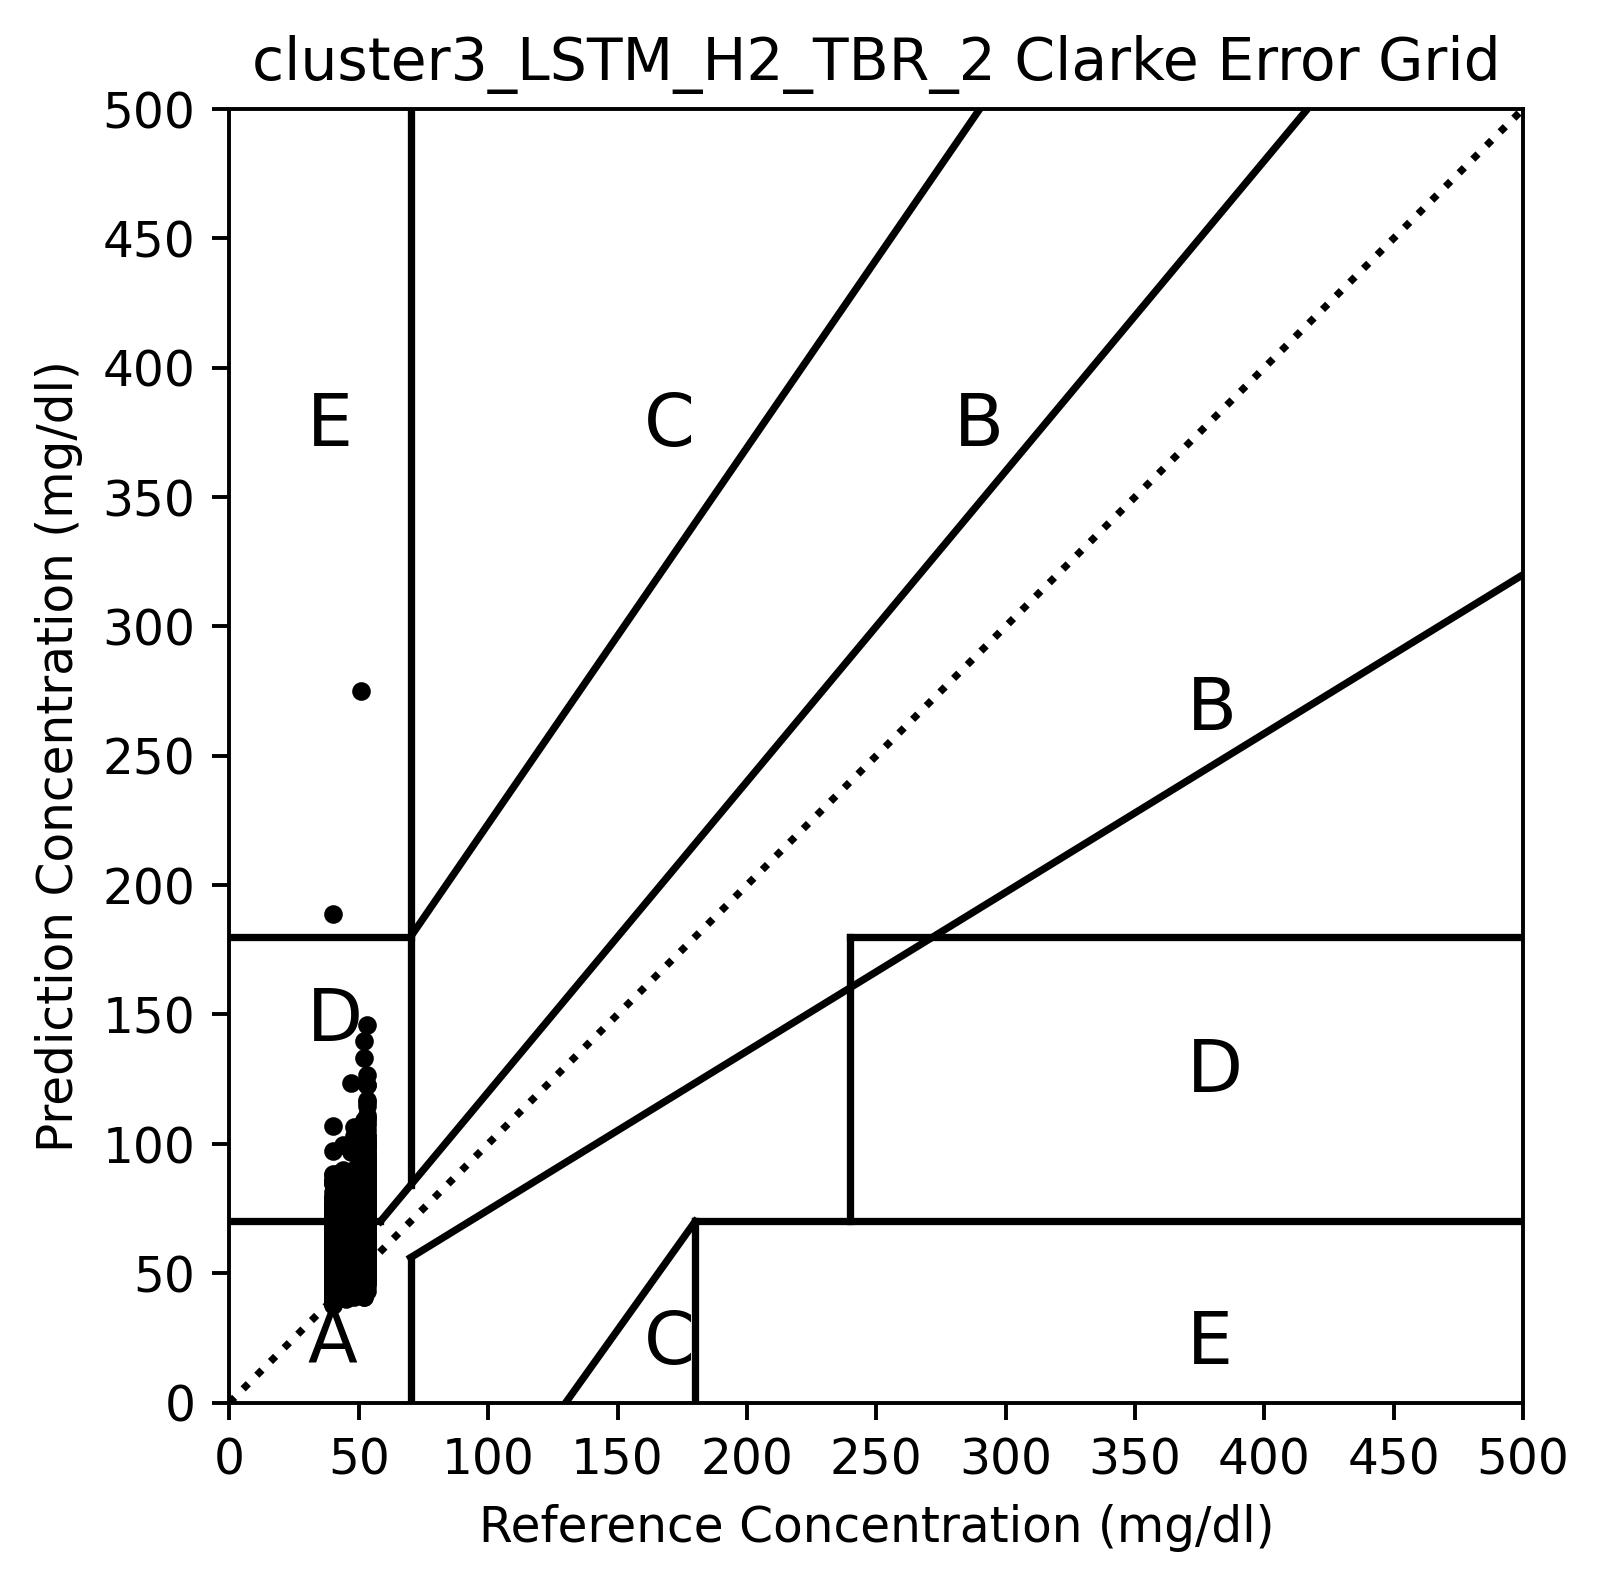 cluster3_LSTM_H2_TBR_2 Clarke Error Grid
500
450
400
350
300
250
200
150
100
50
0
Prediction Concentration (mg/dl)
E
C
B
B
D
D
A
C
E
0
50
100
150
200
250
300
350
400
450
500
Reference Concentration (mg/dl)